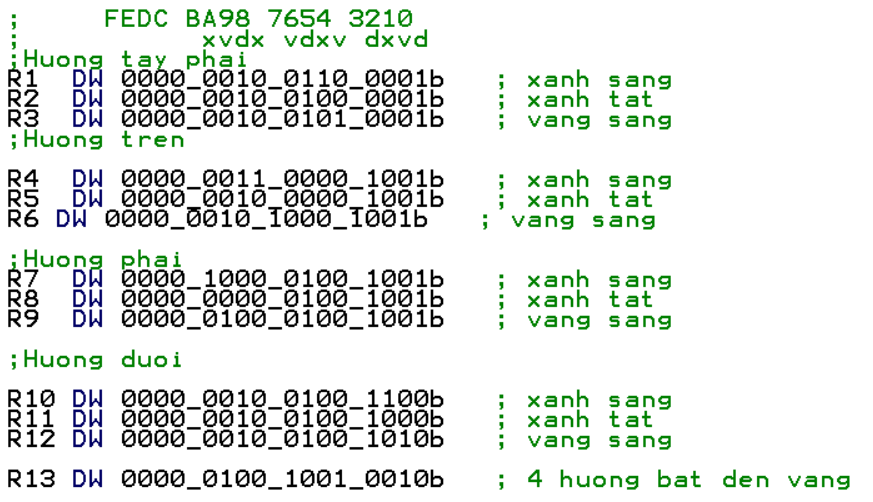 ; FEDC BA98 7654 3210
; xvdx vdxv dxvd
;Huong tay phai
R1 DW 0000_0010_0110_0001b ; xanh sang
R2 DW 0000_0010_0100_0001b ; xanh tat
R3 DW 0000_0010_0101_0001b ; vang sang
;Huong tren
R4 DW 0000_0011_0000_1001b ; xanh sang
R5 DW 0000_0010_0000_1001b ; xanh tat
R6 DW 0000_0010_1000_1001b ; vang sang
;Huong phai
R7 DW 0000_1000_0100_1001b ; xanh sang
R8 DW 0000_0000_0100_1001b ; xanh tat
R9 DW 0000_0100_0100_1001b ; vang sang
;Huong duoi
R10 DW 0000_0010_0100_1100b ; xanh sang
R11 DW 0000_0010_0100_1000b ; xanh tat
R12 DW 0000_0010_0100_1010b ; vang sang
R13 DW 0000_0100_1001_0010b ; 4 huong bat den vang